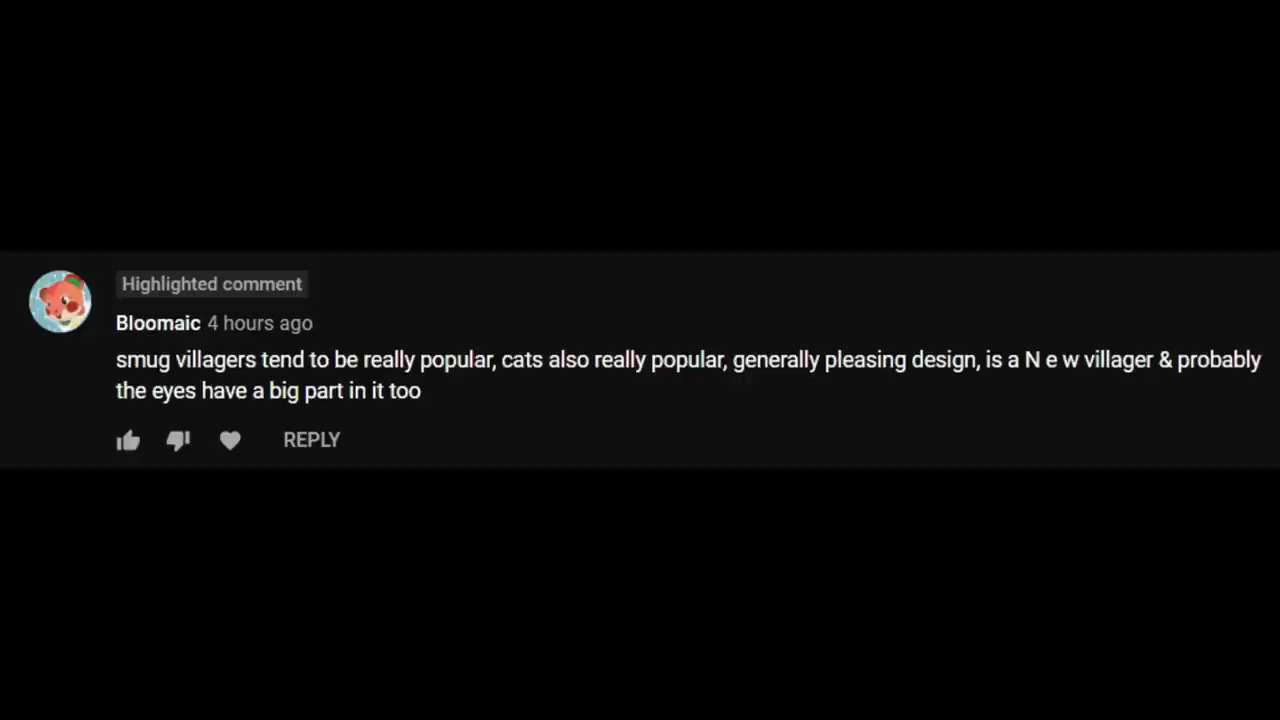 Highlighted comment
Bloomaic 4 hours ago
smug villagers tend to be really popular, cats also really popular, generally pleasing design, is a N e w villager & probably
the eyes have a big part in it too
REPLY